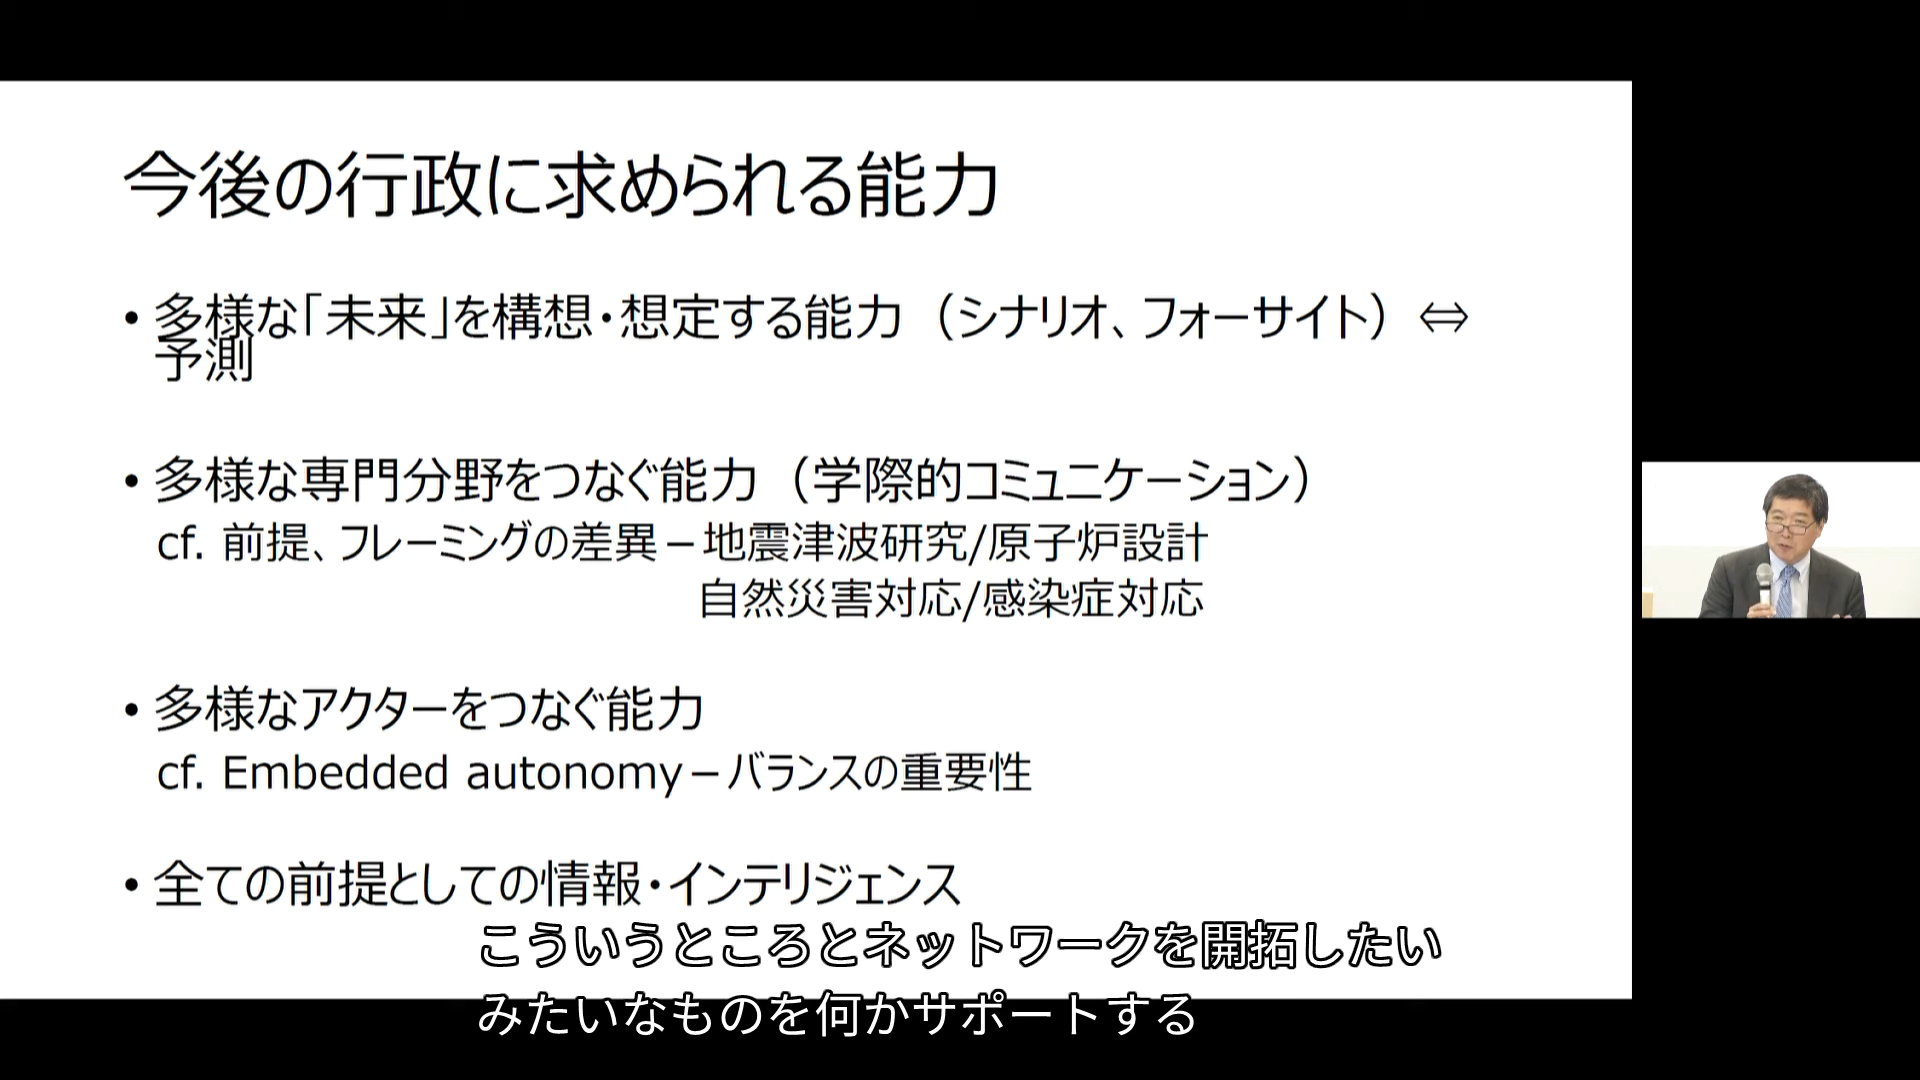 今後の行政に求められる能力
• 多様な「未来」を構想・想定する能力（シナリオ、フォーサイト）⇔
予測
• 多様な専門分野をつなぐ能力（学際的コミュニケーション）
cf. 前提、フレーミングの差異－地震津波研究/原子炉設計
自然災害対応/感染症対応
• 多様なアクターをつなぐ能力
cf. Embedded autonomy－バランスの重要性
• 全ての前提としての情報・インテリジェンス
こういうところとネットワークを開拓したい
みたいなものを何かサポートする